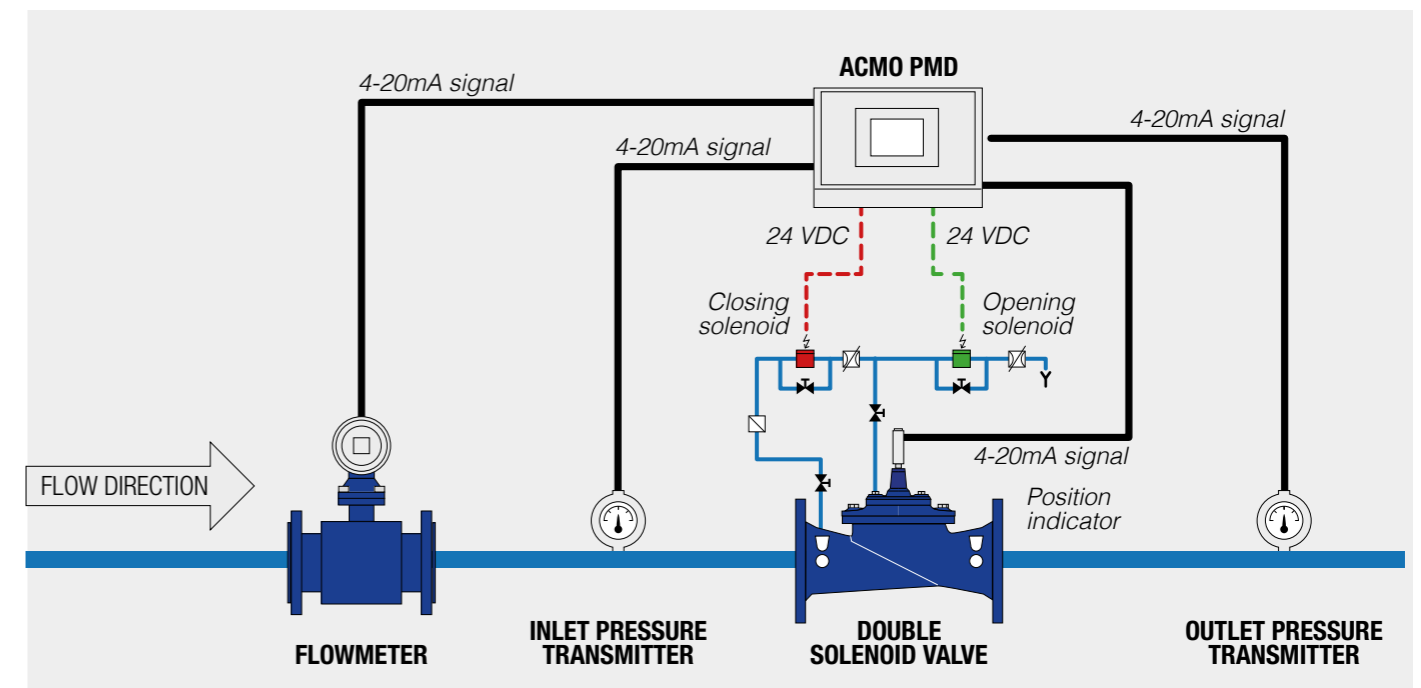 ACMO PMD
4-20mA signal
4-20mA signal
4-20mA signal
24 VDC
24 VDC
Closing
solenoid
Opening
solenoid
4-20mA signal
FLOW DIRECTION
Position
indicator
FLOWMETER
INLET PRESSURE
TRANSMITTER
DOUBLE
SOLENOID VALVE
OUTLET PRESSURE
TRANSMITTER